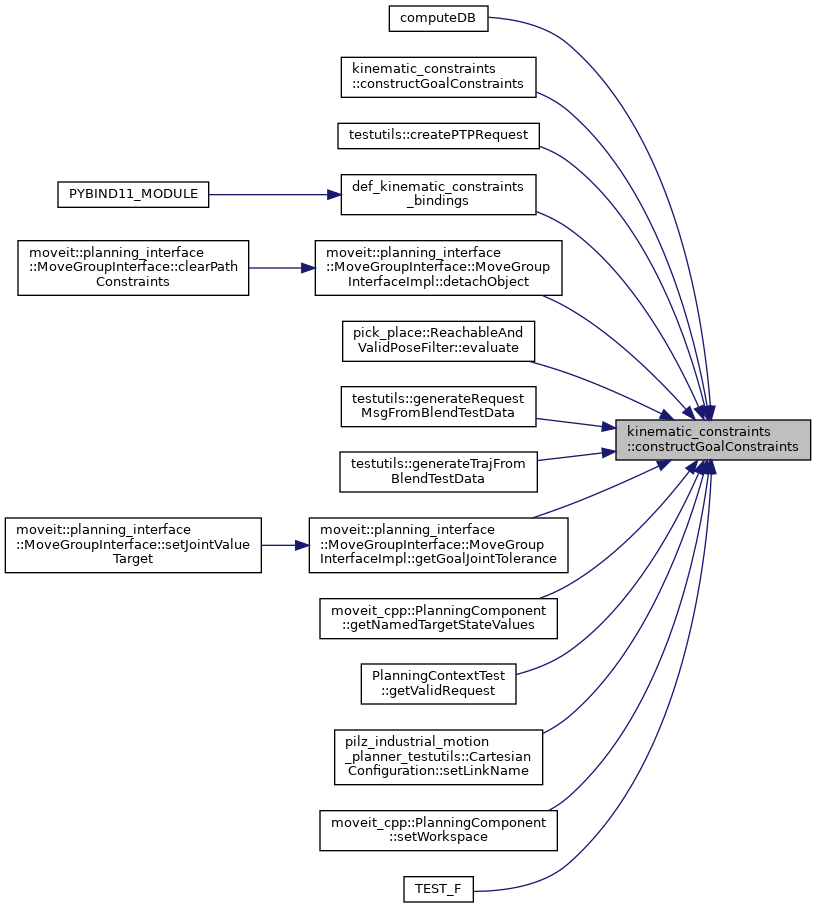 computeDB
kinematic_constraints
::constructGoalConstraints
testutils::createPTPRequest
PYBIND11_MODULE
def_kinematic_constraints
_bindings
moveit::planning_interface
::MoveGroupInterface::clearPath
Constraints
moveit::planning_interface
::MoveGroupInterface::MoveGroup
InterfaceImpl::detachObject
pick_place::ReachableAnd
ValidPoseFilter::evaluate
testutils::generateRequest
MsgFromBlendTestData
kinematic_constraints
::constructGoalConstraints
testutils::generateTrajFrom
BlendTestData
moveit::planning_interface
::MoveGroupInterface::setJointValue
Target
moveit::planning_interface
::MoveGroupInterface::MoveGroup
InterfaceImpl::getGoalJointTolerance
moveit_cpp::PlanningComponent
::getNamedTargetStateValues
PlanningContextTest
::getValidRequest
pilz_industrial_motion
_planner_testutils::Cartesian
Configuration::setLinkName
moveit_cpp::PlanningComponent
::setWorkspace
TEST_F